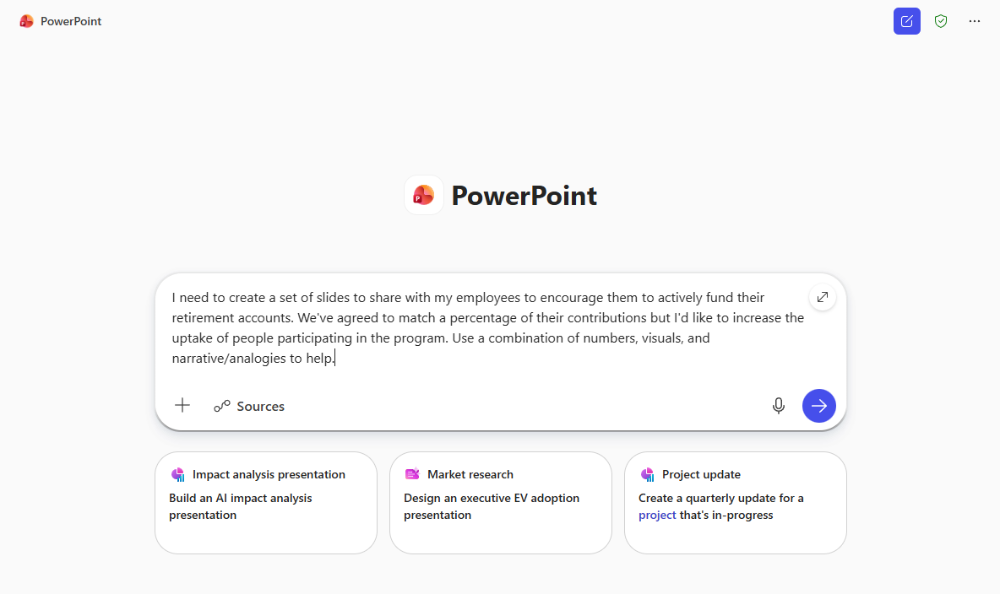 PowerPoint
PowerPoint
I need to create a set of slides to share with my employees to encourage them to actively fund their
retirement accounts. We've agreed to match a percentage of their contributions but I'd like to increase the
uptake of people participating in the program. Use a combination of numbers, visuals, and
narrative/analogies to help.
Sources
Impact analysis presentation
Build an AI impact analysis
presentation
Market research
Design an executive EV adoption
presentation
Project update
Create a quarterly update for a
project that's in-progress